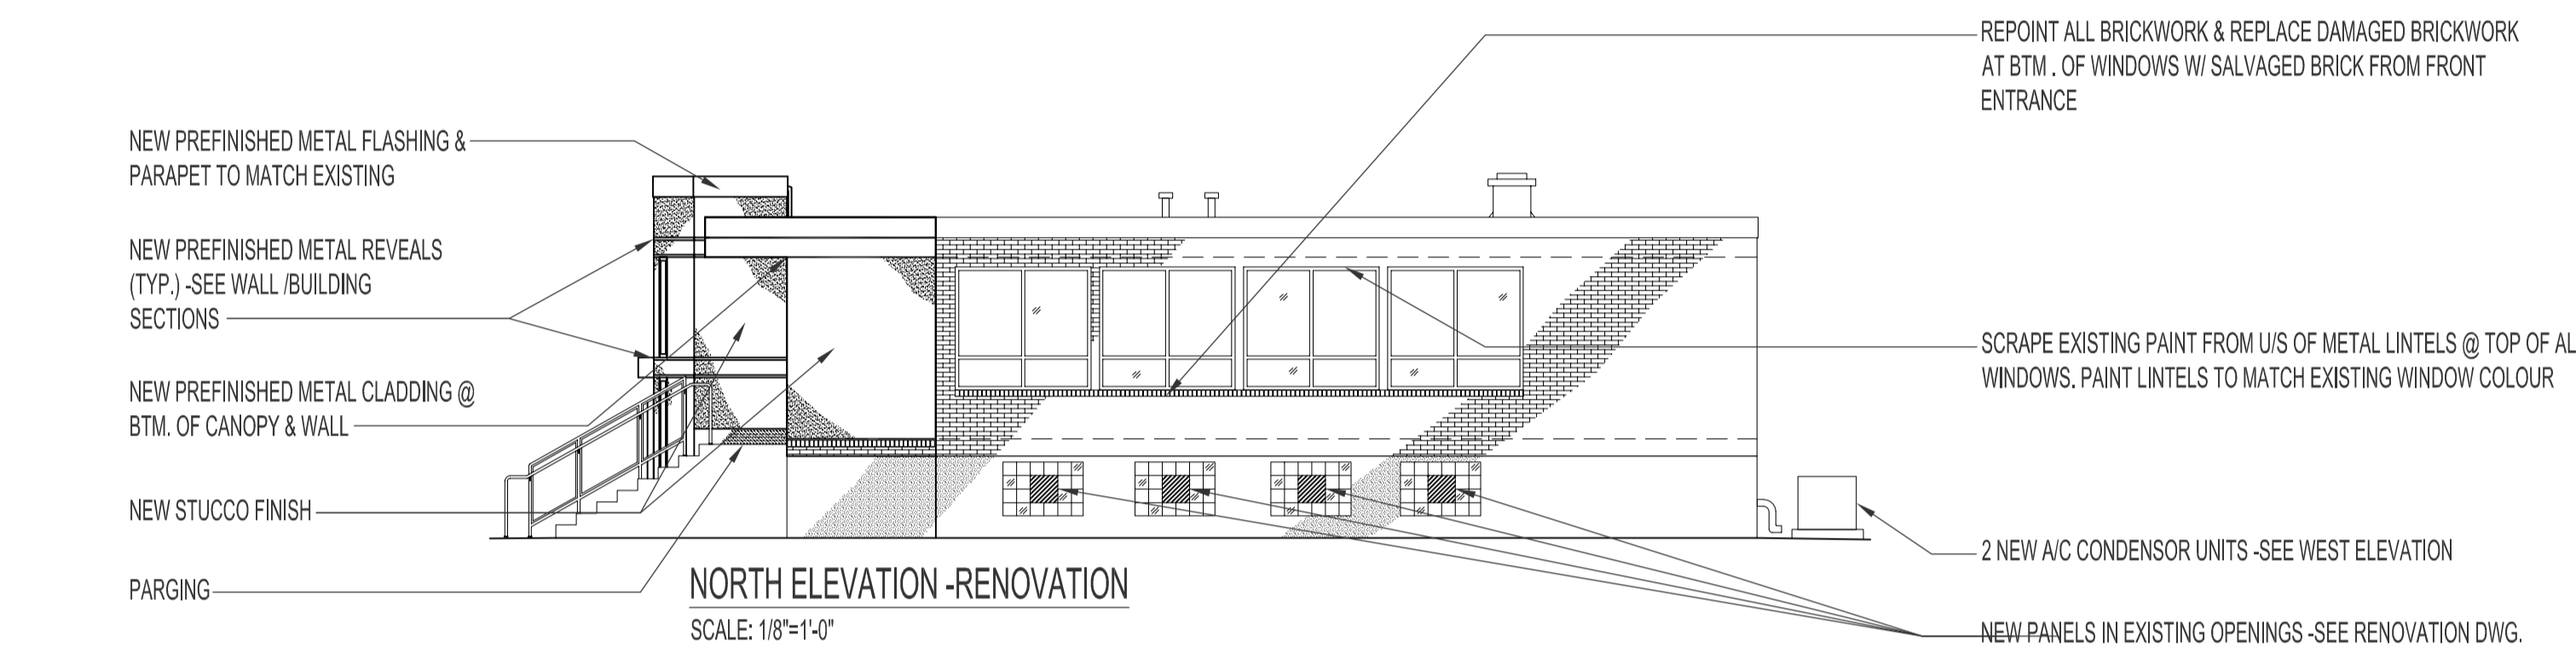 NEW PREFINISHED METAL FLASHING &
PARAPET TO MATCH EXISTING
NEW PREFINISHED METAL REVEALS
(TYP.) -SEE WALL /BUILDING
SECTIONS
NEW PREFINISHED METAL CLADDING @
BTM. OF CANOPY & WALL
NEW STUCCO FINISH
PARGING
REPOINT ALL BRICKWORK & REPLACE DAMAGED BRICKWORK
AT BTM . OF WINDOWS W/ SALVAGED BRICK FROM FRONT
ENTRANCE
SCRAPE EXISTING PAINT FROM U/S OF METAL LINTELS @ TOP OF AL
WINDOWS. PAINT LINTELS TO MATCH EXISTING WINDOW COLOUR
2 NEW A/C CONDENSOR UNITS -SEE WEST ELEVATION
NEW PANELS IN EXISTING OPENINGS -SEE RENOVATION DWG.
NORTH ELEVATION -RENOVATION
SCALE: 1/8"=1'-0"